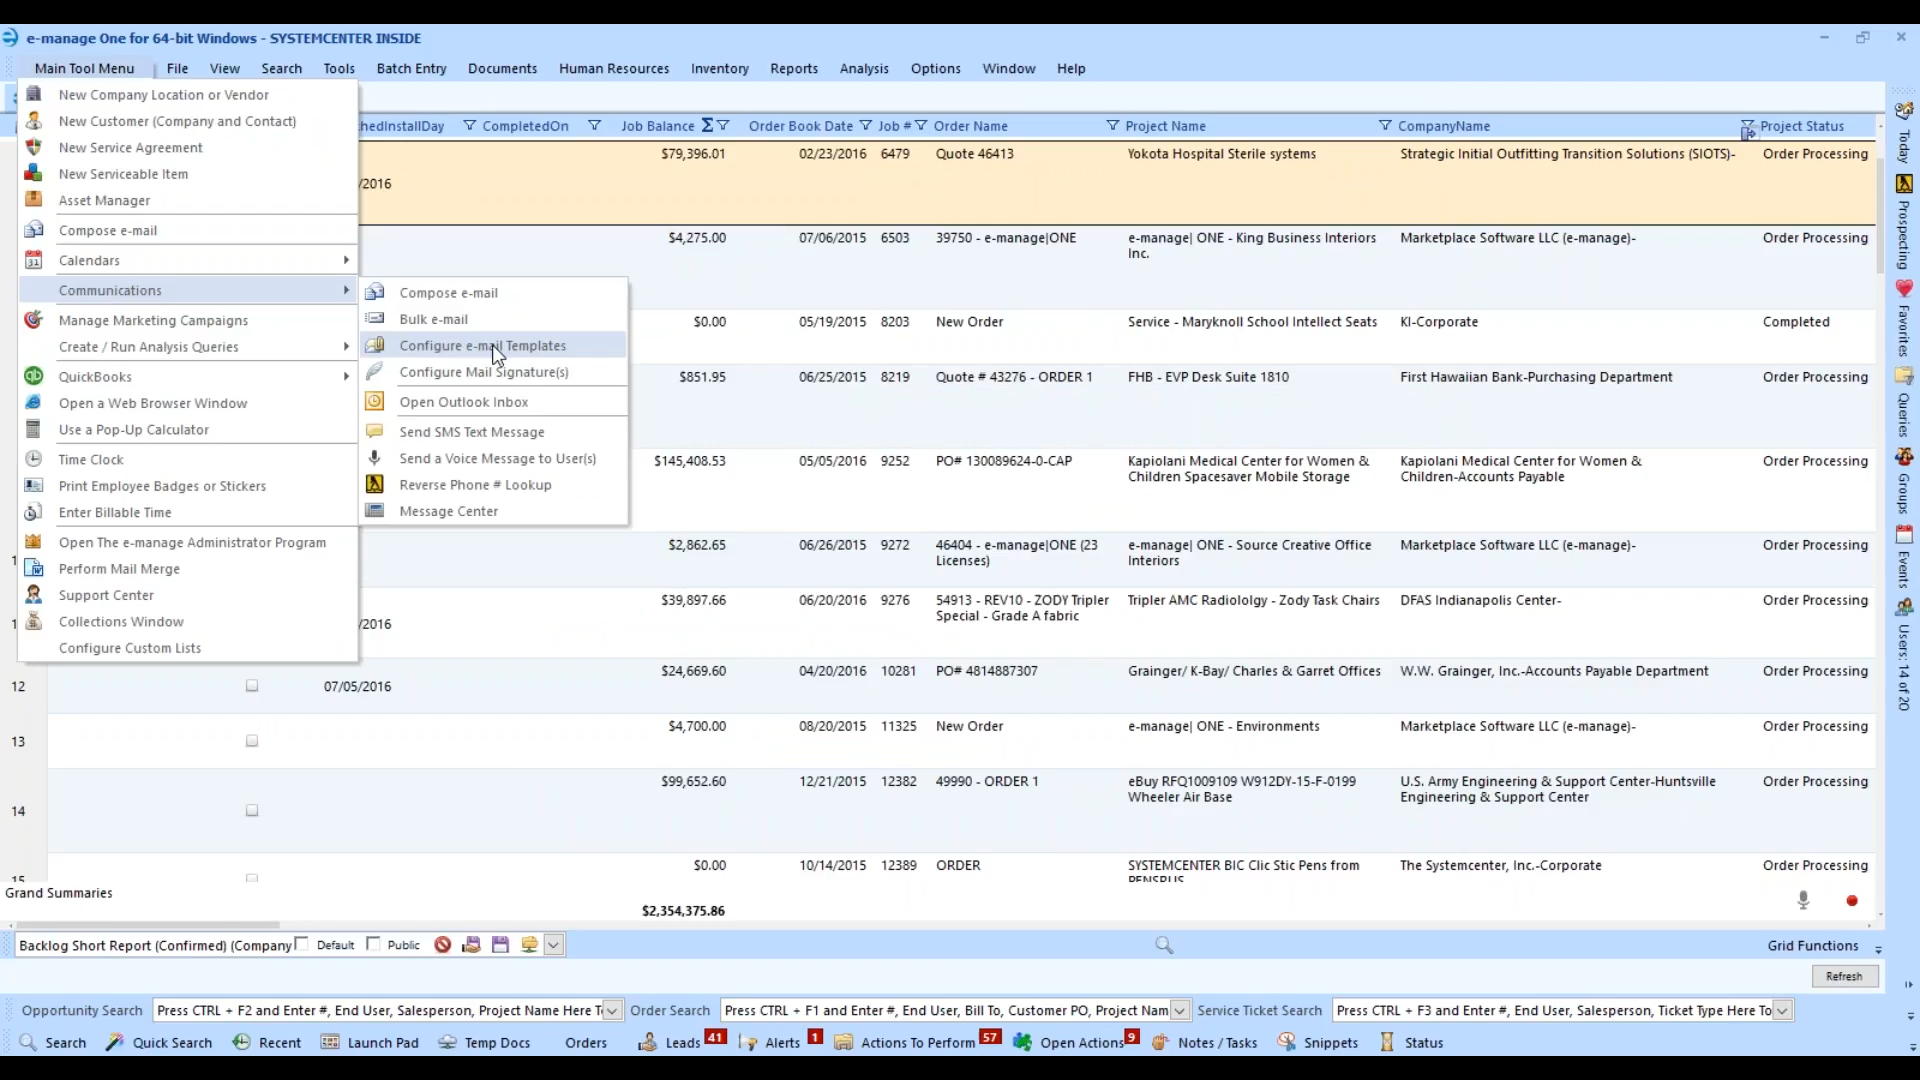 e-manage One for 64-bit Windows - SYSTEMCENTER INSIDE
Main Tool Menu File View Search Tools Batch Entry Documents Human Resources Inventory Reports Analysis Options Window Help
New Company Location or Vendor
New Customer (Company and Contact)
New Service Agreement
New Serviceable Item
Asset Manager
Compose e-mail
Calendars
Communications
Manage Marketing Campaigns
Create / Run Analysis Queries
QuickBooks
Open a Web Browser Window
Use a Pop-Up Calculator
Time Clock
Print Employee Badges or Stickers
Enter Billable Time
Open The e-manage Administrator Program
Perform Mail Merge
Support Center
Collections Window
Configure Custom Lists
Compose e-mail
Bulk e-mail
Configure e-mail Templates
Configure Mail Signature(s)
Open Outlook Inbox
Send SMS Text Message
Send a Voice Message to User(s)
Reverse Phone # Lookup
Message Center
hedInstallDay CompletedOn Job Balance Σ Order Book Date Job # Order Name Project Name CompanyName Project Status
$79,396.01 02/23/2016 6479 Quote 46413 Yokota Hospital Sterile systems Strategic Initial Outfitting Transition Solutions (SIOTS)- Order Processing
/2016
$4,275.00 07/06/2015 6503 39750 - e-manage|ONE e-manage| ONE - King Business Interiors Marketplace Software LLC (e-manage)- Order Processing
Inc.
$0.00 05/19/2015 8203 New Order Service - Maryknoll School Intellect Seats KI-Corporate Completed
$851.95 06/25/2015 8219 Quote # 43276 - ORDER 1 FHB - EVP Desk Suite 1810 First Hawaiian Bank-Purchasing Department Order Processing
$145,408.53 05/05/2016 9252 PO# 130089624-0-CAP Kapiolani Medical Center for Women & Kapiolani Medical Center for Women & Order Processing
Children Spacesaver Mobile Storage Children-Accounts Payable
$2,862.65 06/26/2015 9272 46404 - e-manage|ONE (23 e-manage| ONE - Source Creative Office Marketplace Software LLC (e-manage)- Order Processing
Licenses) Interiors
$39,897.66 06/20/2016 9276 54913 - REV10 - ZODY Tripler Tripler AMC Radiololgy - Zody Task Chairs DFAS Indianapolis Center- Order Processing
Special - Grade A fabric
/2016
12 07/05/2016 $24,669.60 04/20/2016 10281 PO# 4814887307 Grainger/ K-Bay/ Charles & Garret Offices W.W. Grainger, Inc.-Accounts Payable Department Order Processing
13 $4,700.00 08/20/2015 11325 New Order e-manage| ONE - Environments Marketplace Software LLC (e-manage)- Order Processing
14 $99,652.60 12/21/2015 12382 49990 - ORDER 1 eBuy RFQ1009109 W912DY-15-F-0199 U.S. Army Engineering & Support Center-Huntsville Order Processing
Wheeler Air Base Engineering & Support Center
15 $0.00 10/14/2015 12389 ORDER SYSTEMCENTER BIC Clic Stic Pens from The Systemcenter, Inc.-Corporate Order Processing
Grand Summaries
$2,354,375.86
Backlog Short Report (Confirmed) (Company Default Public Grid Functions
Refresh
Opportunity Search Press CTRL + F2 and Enter #, End User, Salesperson, Project Name Here T Order Search Press CTRL + F1 and Enter #, End User, Bill To, Customer PO, Project Nam Service Ticket Search Press CTRL + F3 and Enter #, End User, Salesperson, Ticket Type Here To
Search Quick Search Recent Launch Pad Temp Docs Orders Leads 41 Alerts 1 Actions To Perform 57 Open Actions 9 Notes / Tasks Snippets Status
Today
Prospecting
Favorites
Queries
Groups
Events
Users: 14 of 20